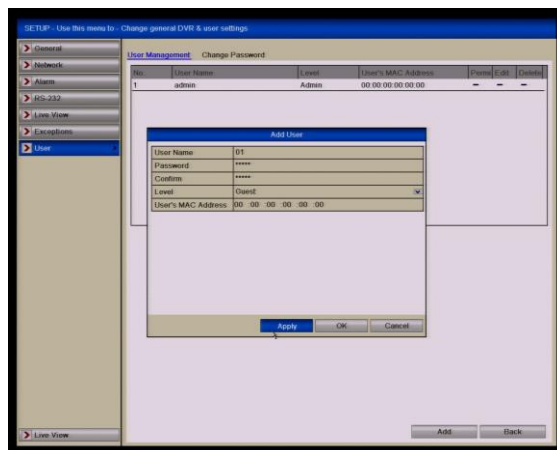 SETUP - Use this menu to - Change general DVR & user settings
General
Network
Alarm
RS-232
Live View
Exceptions
User
User Management Change Password
No. User Name Level User's MAC Address Permi Edit Delete
1 admin Admin 00:00:00:00:00:00 – – –
Add User
User Name 01
Password *****
Confirm *****
Level Guest
User's MAC Address 00 :00 :00 :00 :00 :00
Apply OK Cancel
Add Back
Live View